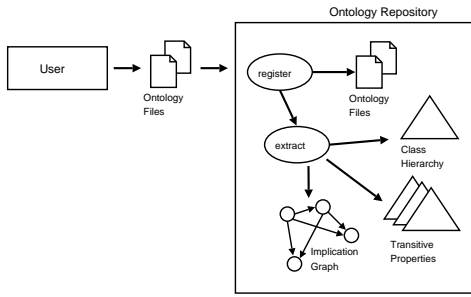 Ontology Repository
User
Ontology
Files
register
Ontology
Files
extract
Class
Hierarchy
Implication
Graph
Transitive
Properties